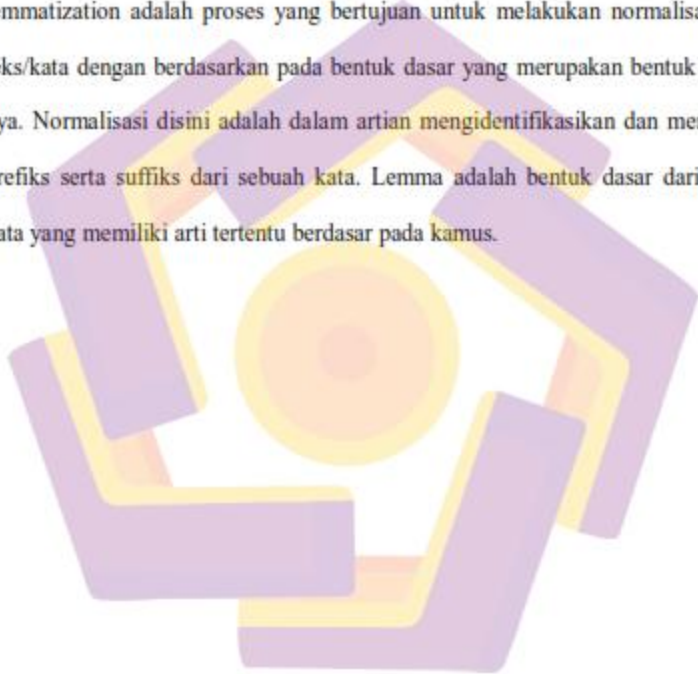 emmatization adalah proses yang bertujuan untuk melakukan normalisa
eks/kata dengan berdasarkan pada bentuk dasar yang merupakan bentuk
ya. Normalisasi disini adalah dalam artian mengidentifikasikan dan me
refiks serta suffiks dari sebuah kata. Lemma adalah bentuk dasar dari
ata yang memiliki arti tertentu berdasar pada kamus.